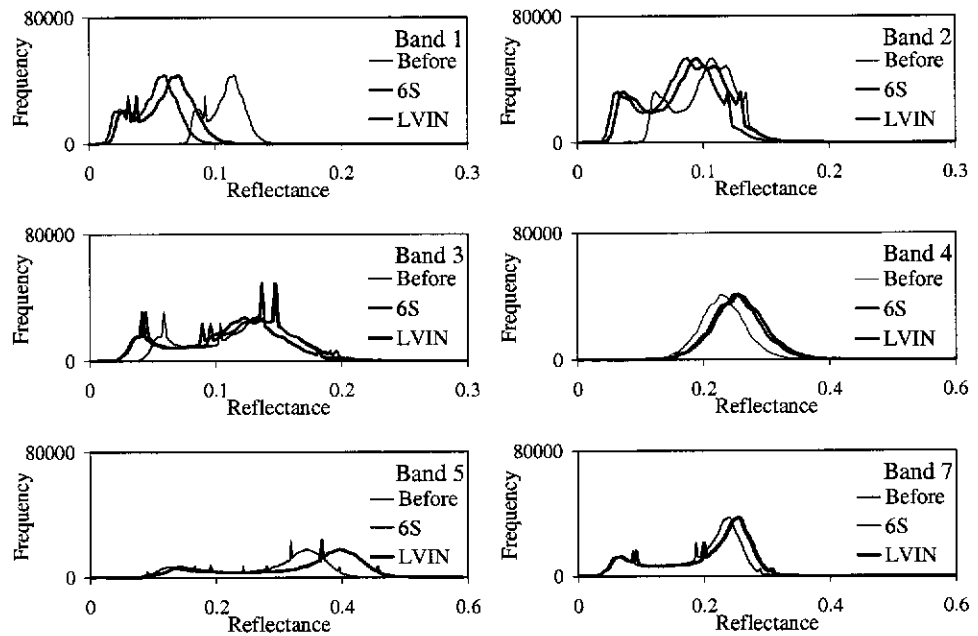 80000
Frequency
0
0
0.1
0.2
0.3
Reflectance
Band 1
Before
6S
LVIN
80000
Frequency
0
0
0.1
0.2
0.3
Reflectance
Band 2
Before
6S
LVIN
80000
Frequency
0
0
0.1
0.2
0.3
Reflectance
Band 3
Before
6S
LVIN
80000
Frequency
0
0
0.2
0.4
0.6
Reflectance
Band 4
Before
6S
LVIN
80000
Frequency
0
0
0.2
0.4
0.6
Reflectance
Band 5
Before
6S
LVIN
80000
Frequency
0
0
0.2
0.4
0.6
Reflectance
Band 7
Before
6S
LVIN